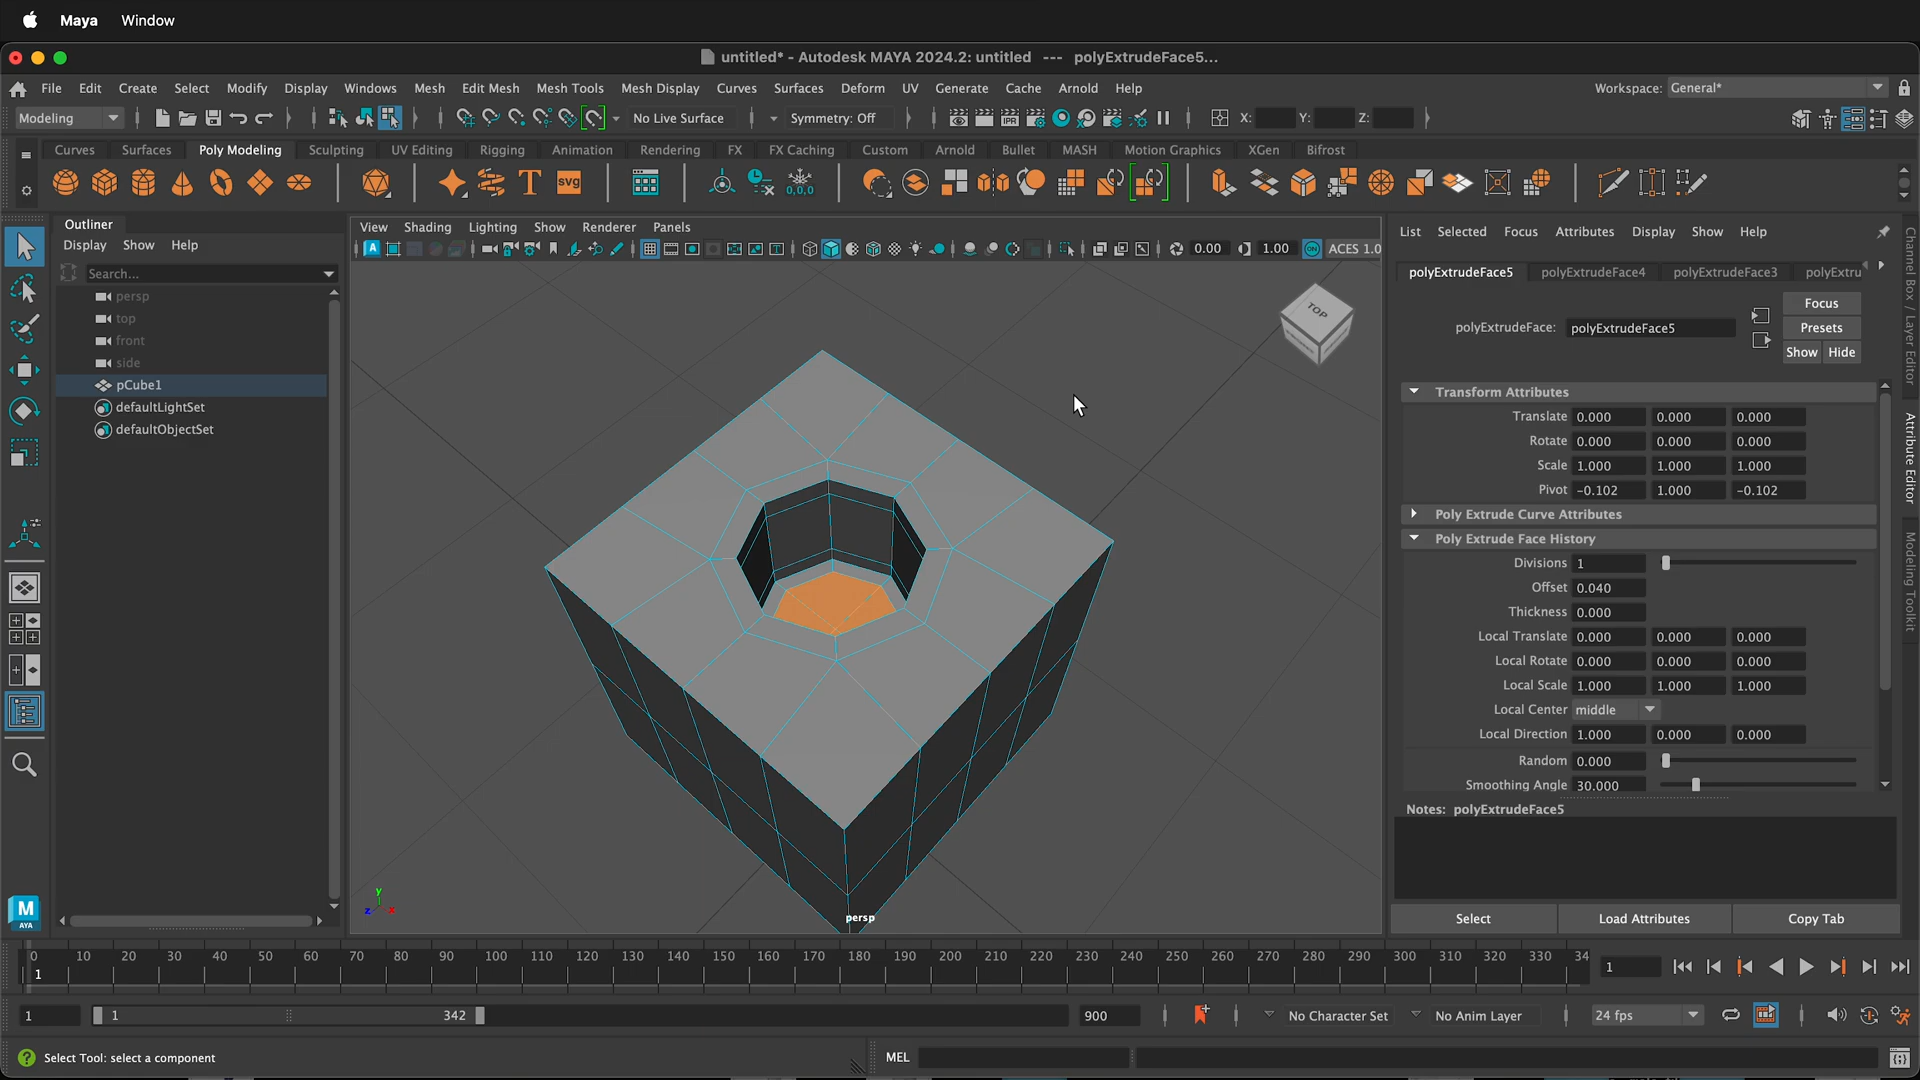 Maya Window
untitled* - Autodesk MAYA 2024.2: untitled --- polyExtrudeFace5...
File Edit Create Select Modify Display Windows Mesh Edit Mesh Mesh Tools Mesh Display Curves Surfaces Deform UV Generate Cache Arnold Help Workspace: General*
Modeling No Live Surface Symmetry: Off IPR X: Y: Z:
Curves Surfaces Poly Modeling Sculpting UV Editing Rigging Animation Rendering FX FX Caching Custom Arnold Bullet MASH Motion Graphics XGen Bifrost
T svg 0,0,0
Outliner
Display Show Help
Search...
persp
top
front
side
pCube1
defaultLightSet
defaultObjectSet
View Shading Lighting Show Renderer Panels
A T 0.00 1.00 ON ACES 1.0
TOP
y
z x
persp
List Selected Focus Attributes Display Show Help
polyExtrudeFace5 polyExtrudeFace4 polyExtrudeFace3 polyExtru
polyExtrudeFace: polyExtrudeFace5
Focus
Presets
Show Hide
Transform Attributes
Translate 0.000 0.000 0.000
Rotate 0.000 0.000 0.000
Scale 1.000 1.000 1.000
Pivot -0.102 1.000 -0.102
Poly Extrude Curve Attributes
Poly Extrude Face History
Divisions 1
Offset 0.040
Thickness 0.000
Local Translate 0.000 0.000 0.000
Local Rotate 0.000 0.000 0.000
Local Scale 1.000 1.000 1.000
Local Center middle
Local Direction 1.000 0.000 0.000
Random 0.000
Smoothing Angle 30.000
Notes: polyExtrudeFace5
Select Load Attributes Copy Tab
Channel Box / Layer Editor
Attribute Editor
Modeling Toolkit
M
AYA
0 10 20 30 40 50 60 70 80 90 100 110 120 130 140 150 160 170 180 190 200 210 220 230 240 250 260 270 280 290 300 310 320 330 34
1
1
1 1 342 900 No Character Set No Anim Layer 24 fps
? Select Tool: select a component MEL